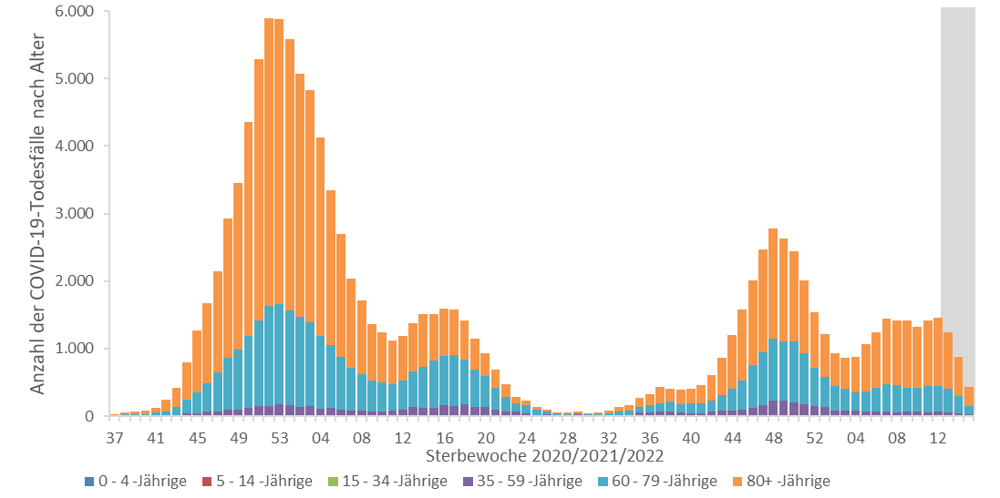 Anzahl der COVID-19-Todesfälle nach Alter
6.000
5.000
4.000
3.000
2.000
1.000
0
37 41 45 49 53 04 08 12 16 20 24 28 32 36 40 44 48 52 04 08 12
Sterbewoche 2020/2021/2022
0 - 4 -Jährige 5 - 14 -Jährige 15 - 34 -Jährige 35 - 59 -Jährige 60 - 79 -Jährige 80+ -Jährige